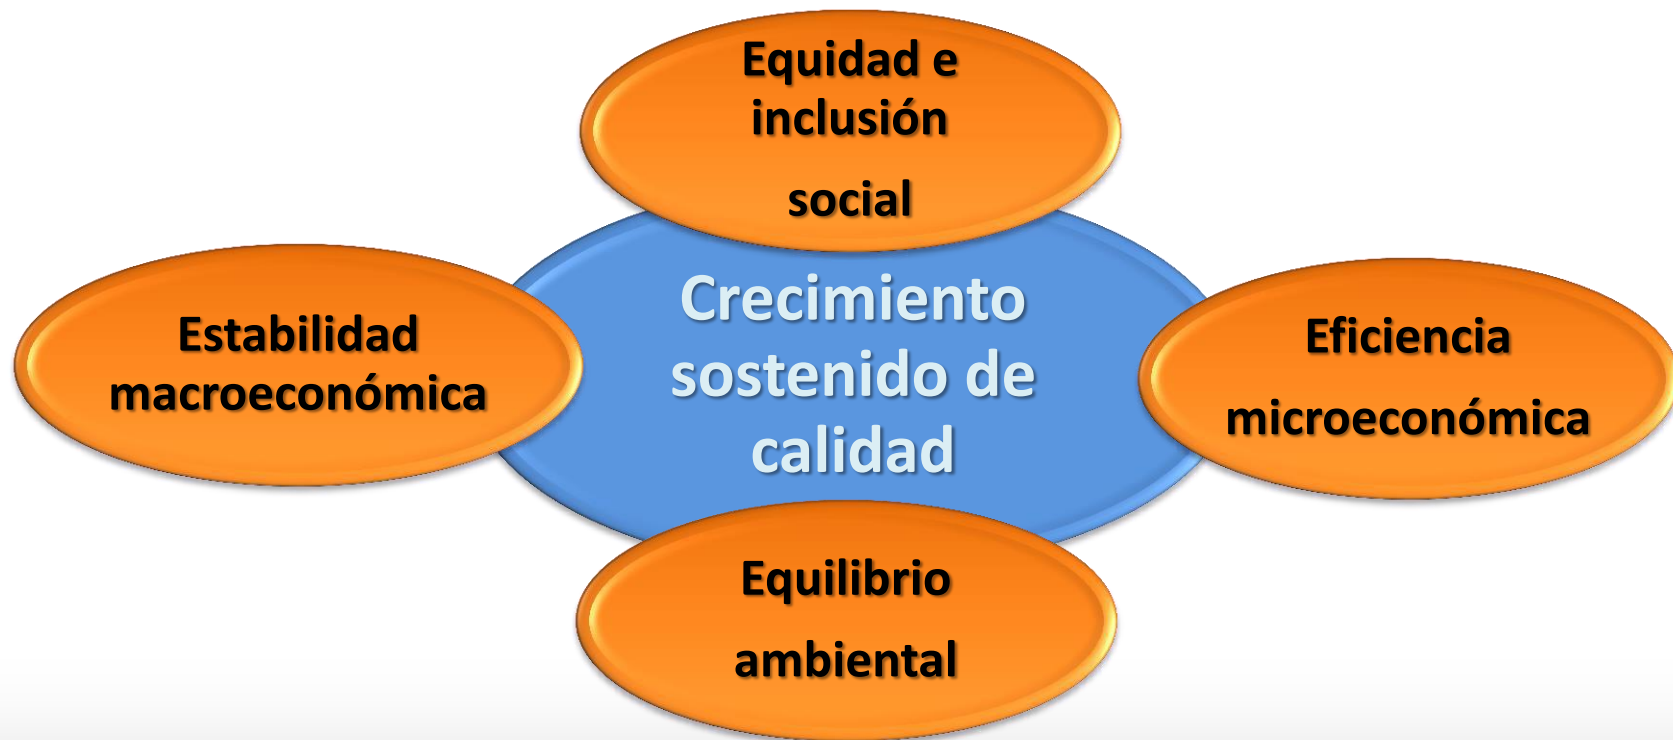 Equidad e
inclusión
social
Estabilidad
macroeconómica
Crecimiento
sostenido de
calidad
Eficiencia
microeconómica
Equilibrio
ambiental